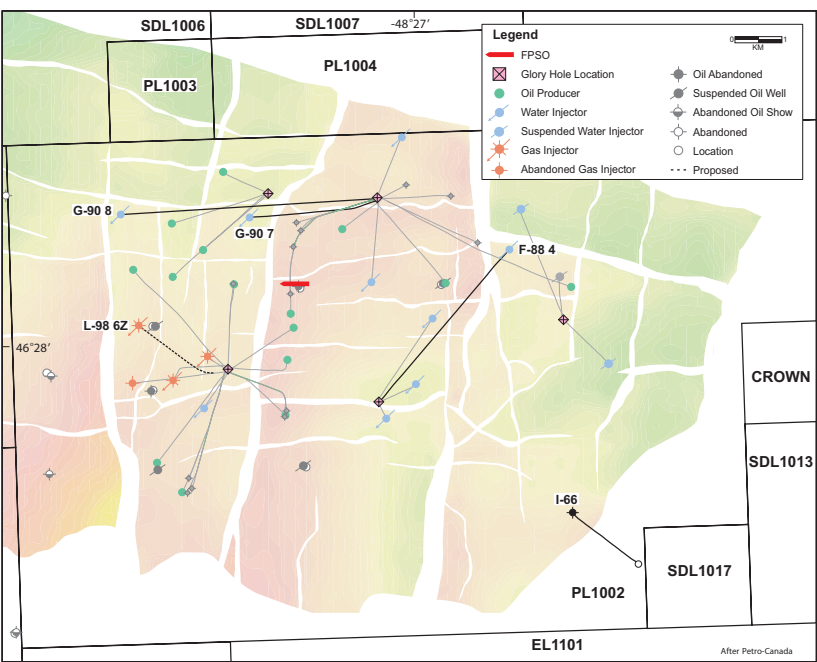 SDL1006
SDL1007
-48°27′
PL1003
PL1004
Legend
0 1
KM
FPSO
Glory Hole Location
Oil Producer
Water Injector
Suspended Water Injector
Gas Injector
Abandoned Gas Injector
Oil Abandoned
Suspended Oil Well
Abandoned Oil Show
Abandoned
Location
Proposed
G-90 8
G-90 7
F-88 4
L-98 6Z
46°28′
CROWN
SDL1013
I-66
SDL1017
PL1002
EL1101
After Petro-Canada